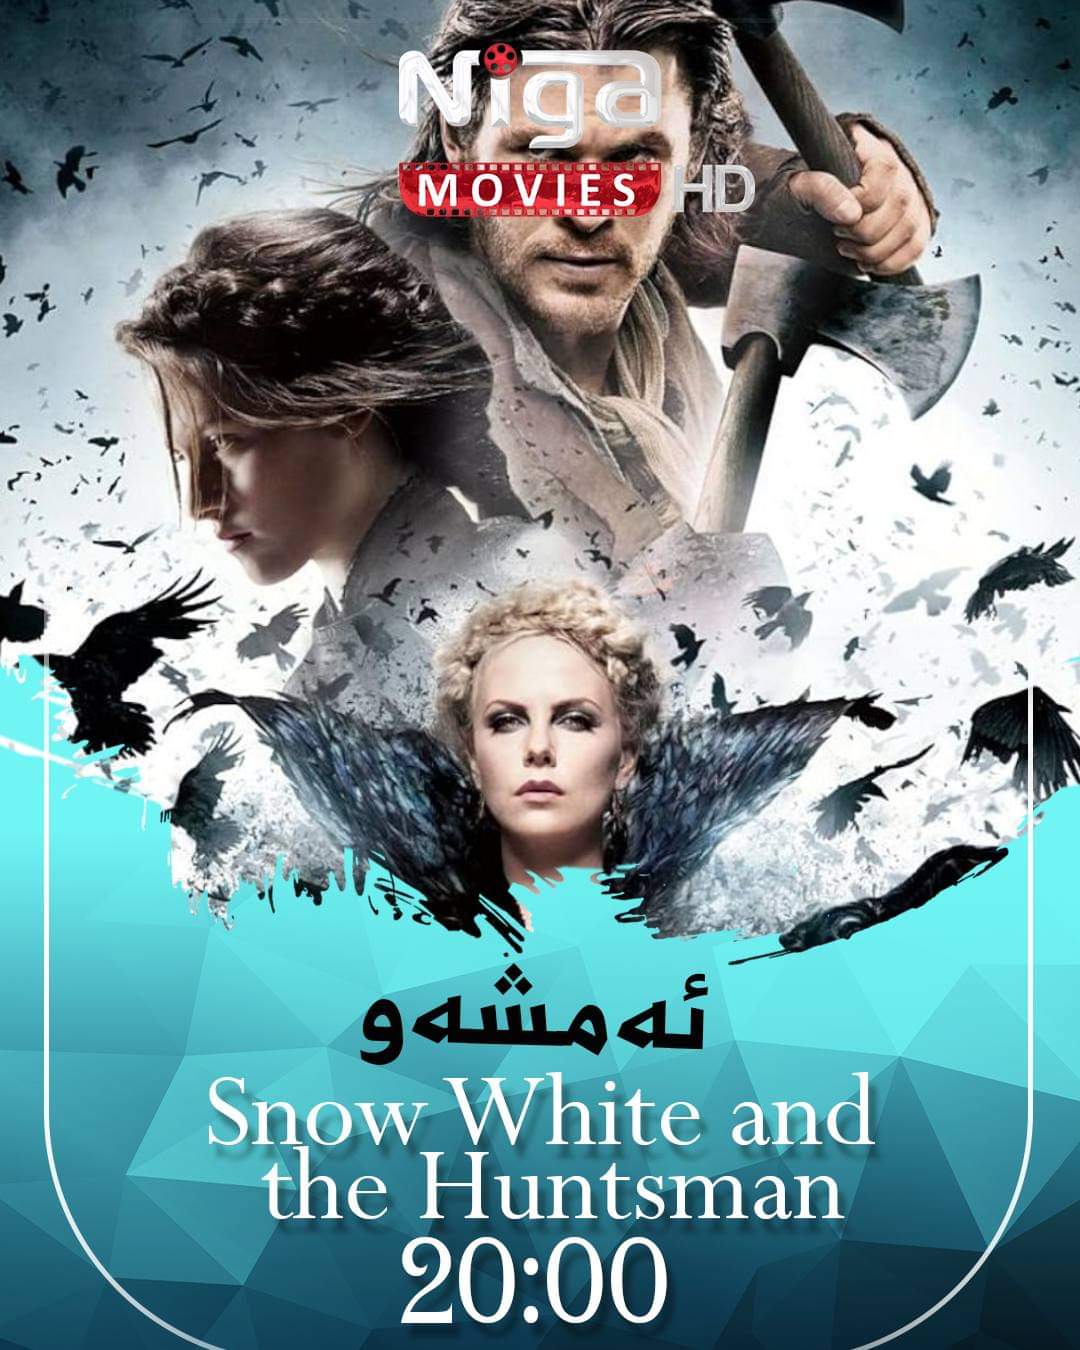 Niga
MOVIES HD
ئەمشەو
Snow White and
the Huntsman
20:00